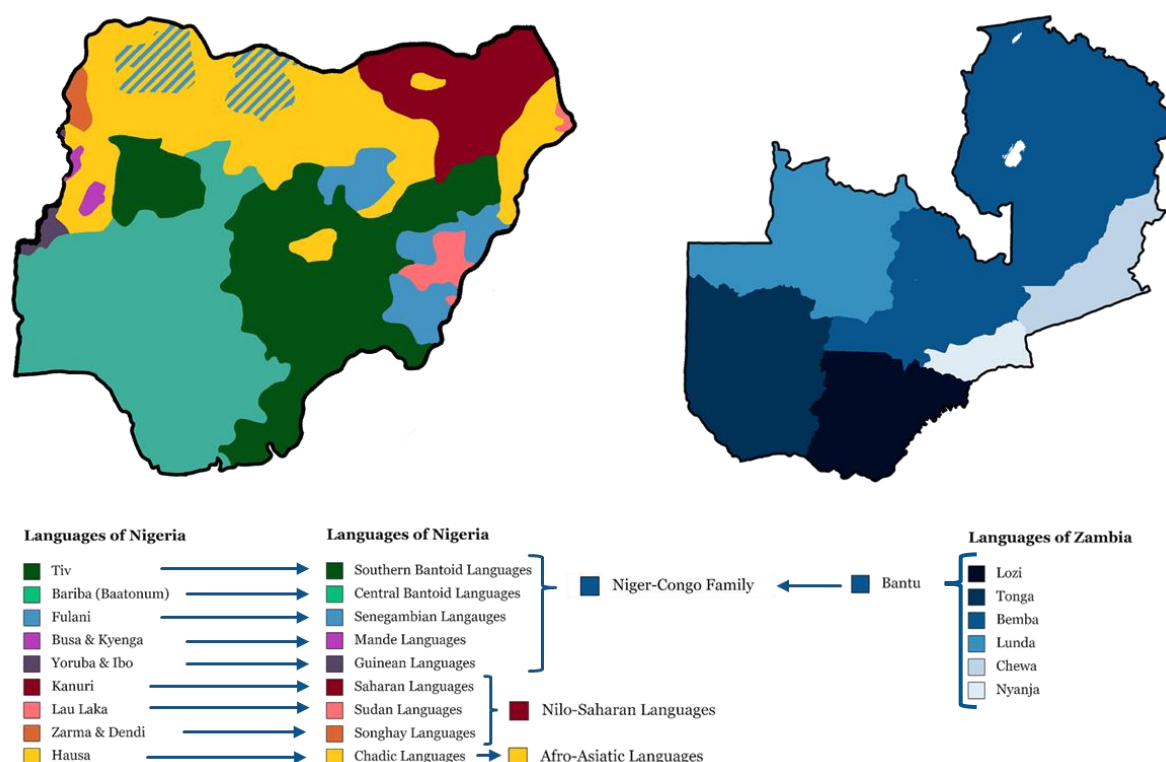 Languages of Nigeria
Tiv
Bariba (Baatonum)
Fulani
Busa & Kyenga
Yoruba & Ibo
Kanuri
Lau Laka
Zarma & Dendi
Hausa
Languages of Nigeria
Southern Bantoid Languages
Central Bantoid Languages
Senegambian Langauges
Mande Languages
Guinean Languages
Saharan Languages
Sudan Languages
Songhay Languages
Chadic Languages
Niger-Congo Family
Nilo-Saharan Languages
Afro-Asiatic Languages
Bantu
Languages of Zambia
Lozi
Tonga
Bemba
Lunda
Chewa
Nyanja